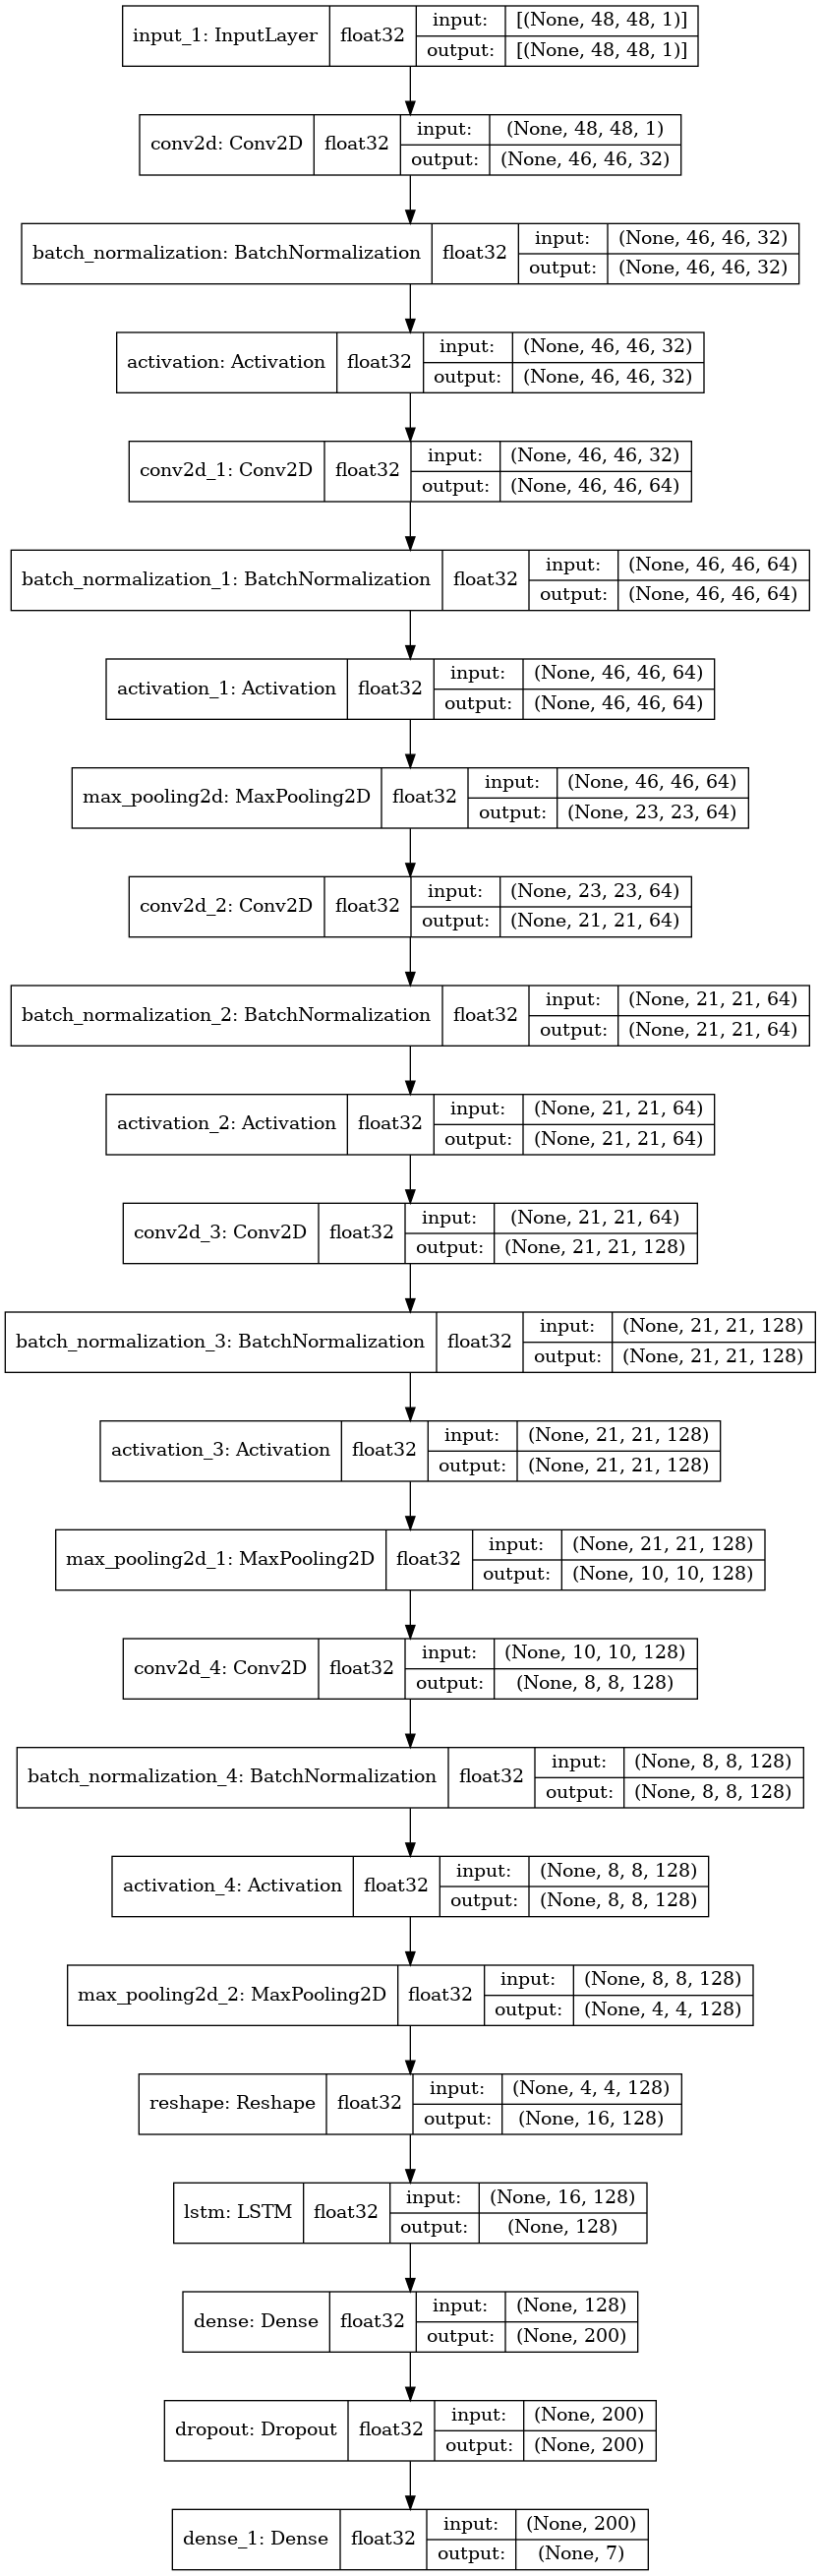 input_1: InputLayer float32 input: [(None, 48, 48, 1)]
output: [(None, 48, 48, 1)]
conv2d: Conv2D float32 input: (None, 48, 48, 1)
output: (None, 46, 46, 32)
batch_normalization: BatchNormalization float32 input: (None, 46, 46, 32)
output: (None, 46, 46, 32)
activation: Activation float32 input: (None, 46, 46, 32)
output: (None, 46, 46, 32)
conv2d_1: Conv2D float32 input: (None, 46, 46, 32)
output: (None, 46, 46, 64)
batch_normalization_1: BatchNormalization float32 input: (None, 46, 46, 64)
output: (None, 46, 46, 64)
activation_1: Activation float32 input: (None, 46, 46, 64)
output: (None, 46, 46, 64)
max_pooling2d: MaxPooling2D float32 input: (None, 46, 46, 64)
output: (None, 23, 23, 64)
conv2d_2: Conv2D float32 input: (None, 23, 23, 64)
output: (None, 21, 21, 64)
batch_normalization_2: BatchNormalization float32 input: (None, 21, 21, 64)
output: (None, 21, 21, 64)
activation_2: Activation float32 input: (None, 21, 21, 64)
output: (None, 21, 21, 64)
conv2d_3: Conv2D float32 input: (None, 21, 21, 64)
output: (None, 21, 21, 128)
batch_normalization_3: BatchNormalization float32 input: (None, 21, 21, 128)
output: (None, 21, 21, 128)
activation_3: Activation float32 input: (None, 21, 21, 128)
output: (None, 21, 21, 128)
max_pooling2d_1: MaxPooling2D float32 input: (None, 21, 21, 128)
output: (None, 10, 10, 128)
conv2d_4: Conv2D float32 input: (None, 10, 10, 128)
output: (None, 8, 8, 128)
batch_normalization_4: BatchNormalization float32 input: (None, 8, 8, 128)
output: (None, 8, 8, 128)
activation_4: Activation float32 input: (None, 8, 8, 128)
output: (None, 8, 8, 128)
max_pooling2d_2: MaxPooling2D float32 input: (None, 8, 8, 128)
output: (None, 4, 4, 128)
reshape: Reshape float32 input: (None, 4, 4, 128)
output: (None, 16, 128)
lstm: LSTM float32 input: (None, 16, 128)
output: (None, 128)
dense: Dense float32 input: (None, 128)
output: (None, 200)
dropout: Dropout float32 input: (None, 200)
output: (None, 200)
dense_1: Dense float32 input: (None, 200)
output: (None, 7)